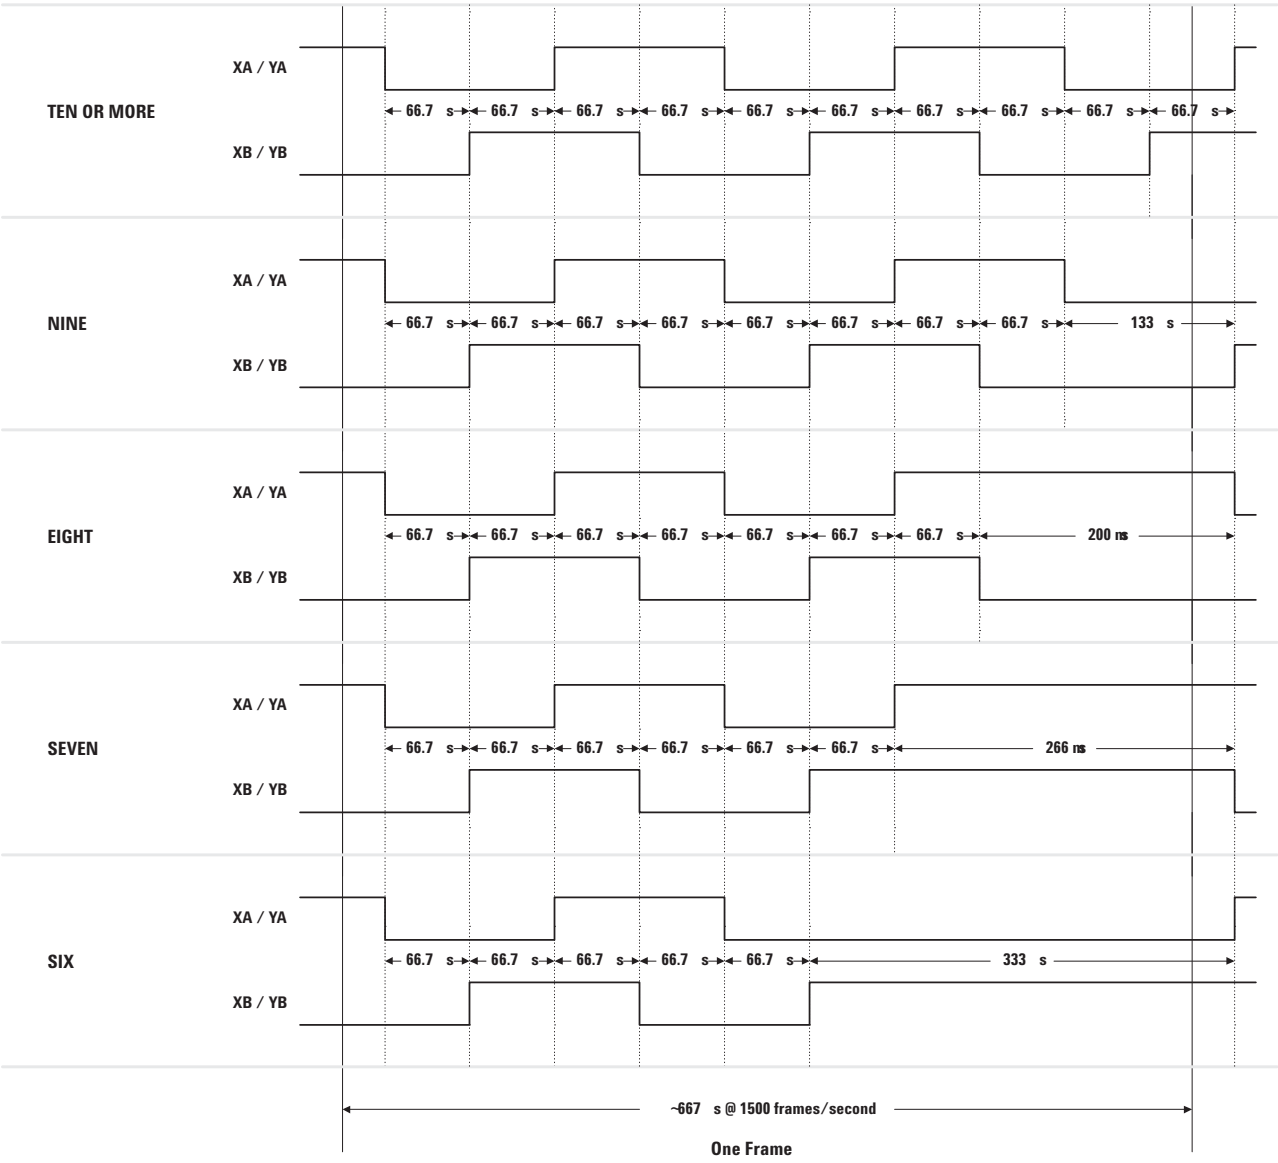 XA / YA
TEN OR MORE
66.7 s 66.7 s 66.7 s 66.7 s 66.7 s 66.7 s 66.7 s 66.7 s 66.7 s 66.7 s
XB / YB
XA / YA
NINE
66.7 s 66.7 s 66.7 s 66.7 s 66.7 s 66.7 s 66.7 s 66.7 s 133 s
XB / YB
XA / YA
EIGHT
66.7 s 66.7 s 66.7 s 66.7 s 66.7 s 66.7 s 66.7 s 200 ms
XB / YB
XA / YA
SEVEN
66.7 s 66.7 s 66.7 s 66.7 s 66.7 s 66.7 s 266 ms
XB / YB
XA / YA
SIX
66.7 s 66.7 s 66.7 s 66.7 s 66.7 s 333 s
XB / YB
~667 s @ 1500 frames/second
One Frame